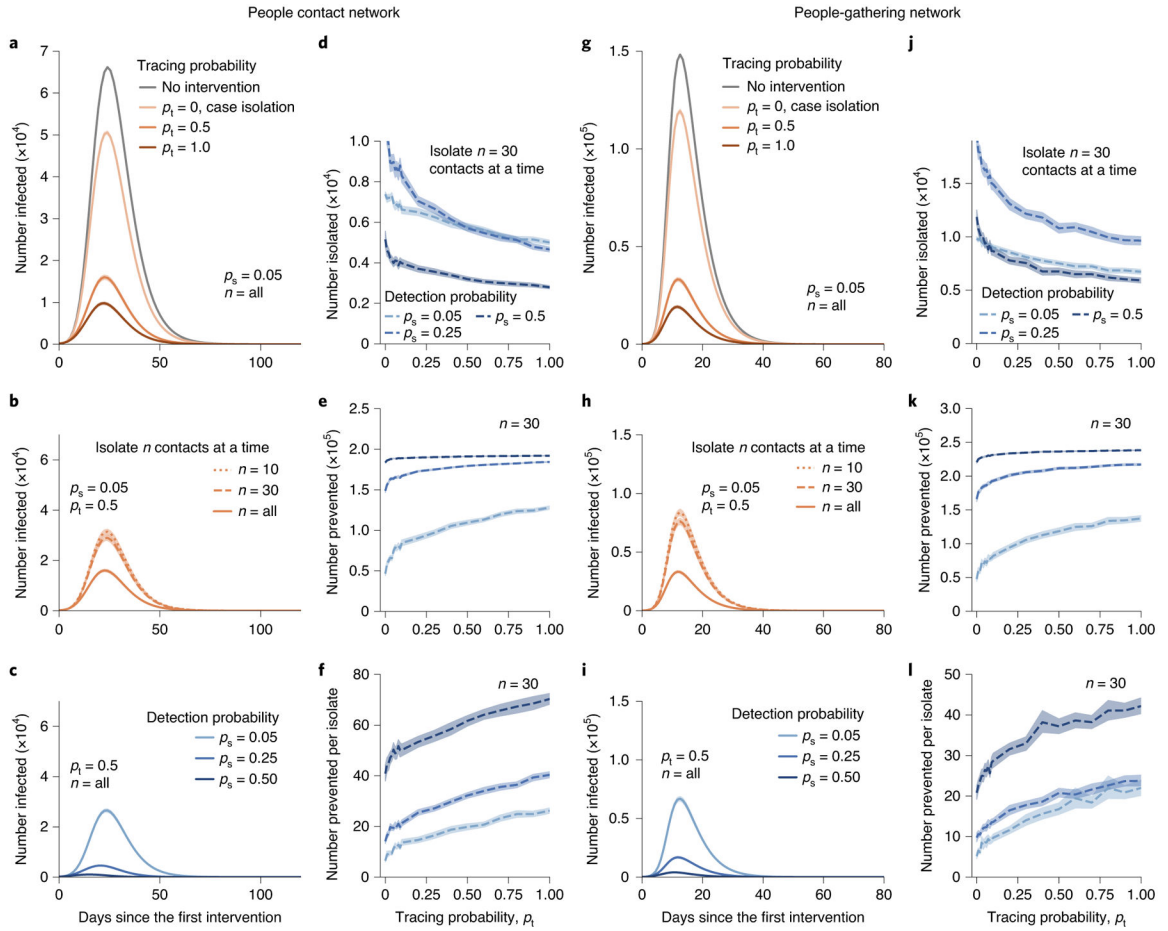 People contact network
People-gathering network
a
Number infected (×10⁴)
7
6
5
4
3
2
1
0
0
50
100
Tracing probability
No intervention
pₜ = 0, case isolation
pₜ = 0.5
pₜ = 1.0
pₛ = 0.05
n = all
d
Number isolated (×10⁴)
1.0
0.8
0.6
0.4
0.2
0
0
0.25
0.50
0.75
1.00
Isolate n = 30
contacts at a time
Detection probability
pₛ = 0.05
pₛ = 0.5
pₛ = 0.25
g
Number infected (×10⁵)
1.5
1.0
0.5
0
0
20
40
60
80
Tracing probability
No intervention
pₜ = 0, case isolation
pₜ = 0.5
pₜ = 1.0
pₛ = 0.05
n = all
j
Number isolated (×10⁴)
1.5
1.0
0.5
0
0
0.25
0.50
0.75
1.00
Isolate n = 30
contacts at a time
Detection probability
pₛ = 0.05
pₛ = 0.5
pₛ = 0.25
b
Number infected (×10⁴)
6
4
2
0
0
50
100
Isolate n contacts at a time
n = 10
n = 30
n = all
pₛ = 0.05
pₜ = 0.5
e
Number prevented (×10⁵)
2.5
2.0
1.5
1.0
0.5
0
0
0.25
0.50
0.75
1.00
n = 30
h
Number infected (×10⁵)
1.5
1.0
0.5
0
0
20
40
60
80
Isolate n contacts at a time
n = 10
n = 30
n = all
pₛ = 0.05
pₜ = 0.5
k
Number prevented (×10⁵)
3.0
2.5
2.0
1.5
1.0
0.5
0
0
0.25
0.50
0.75
1.00
n = 30
c
Number infected (×10⁴)
6
4
2
0
0
50
100
Days since the first intervention
Detection probability
pₛ = 0.05
pₛ = 0.25
pₛ = 0.50
pₜ = 0.5
n = all
f
Number prevented per isolate
80
60
40
20
0
0
0.25
0.50
0.75
1.00
Tracing probability, pₜ
n = 30
i
Number infected (×10⁵)
1.5
1.0
0.5
0
0
20
40
60
80
Days since the first intervention
Detection probability
pₛ = 0.05
pₛ = 0.25
pₛ = 0.50
pₜ = 0.5
n = all
l
Number prevented per isolate
50
40
30
20
10
0
0
0.25
0.50
0.75
1.00
Tracing probability, pₜ
n = 30